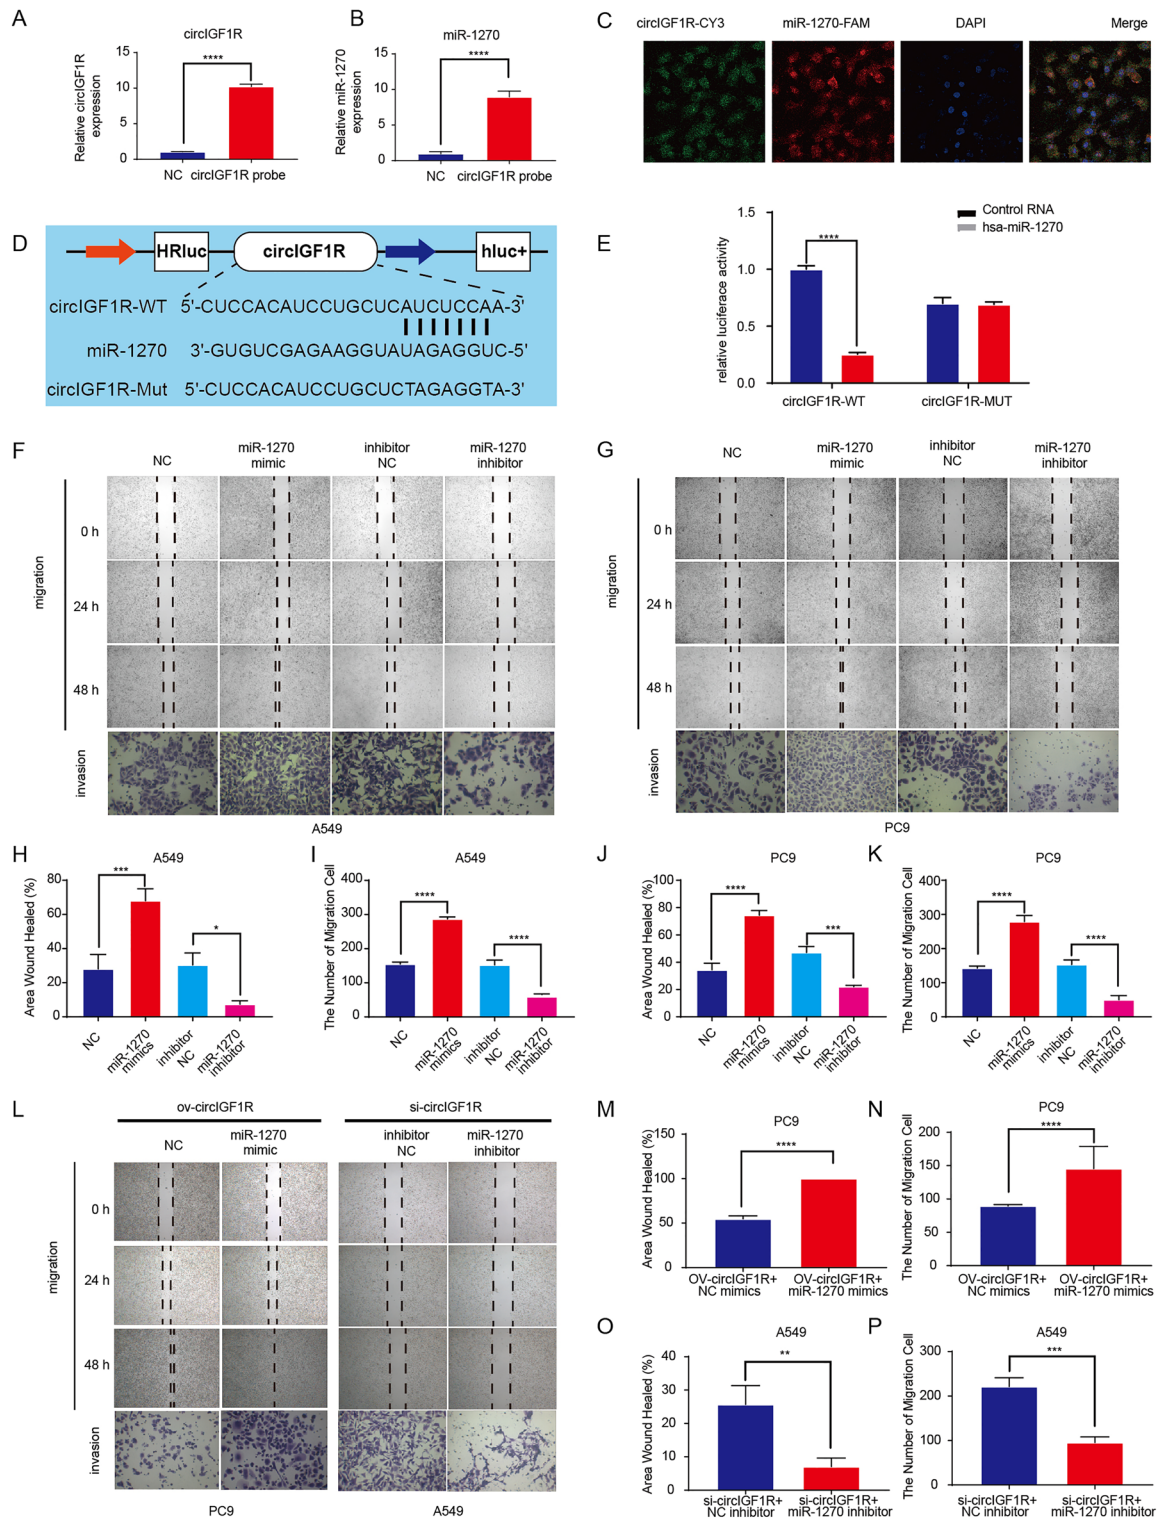 A
circIGF1R
Relative circIGF1R
expression
15
10
5
0
****
NC circIGF1R probe
B
miR-1270
Relative miR-1270
expression
15
10
5
0
****
NC circIGF1R probe
C
circIGF1R-CY3 miR-1270-FAM DAPI Merge
D
HRluc circIGF1R hluc+
circIGF1R-WT 5'-CUCCACAUCCUGCUCAUCUCCAA-3'
miR-1270 3'-GUGUCGAGAAGGUAUAGAGGUC-5'
circIGF1R-Mut 5'-CUCCACAUCCUGCUCTAGAGGTA-3'
E
Control RNA
hsa-miR-1270
relative luciferace activity
1.5
1.0
0.5
0.0
****
circIGF1R-WT circIGF1R-MUT
F
NC miR-1270 mimic inhibitor NC miR-1270 inhibitor
migration
0 h
24 h
48 h
invasion
A549
G
NC miR-1270 mimic inhibitor NC miR-1270 inhibitor
migration
0 h
24 h
48 h
invasion
PC9
H
A549
Area Wound Healed (%)
80
60
40
20
0
***
*
NC miR-1270 mimics inhibitor NC miR-1270 inhibitor
I
A549
The Number of Migration Cell
400
300
200
100
0
****
****
NC miR-1270 mimics inhibitor NC miR-1270 inhibitor
J
PC9
Area Wound Healed (%)
100
80
60
40
20
0
****
***
NC miR-1270 mimics inhibitor NC miR-1270 inhibitor
K
PC9
The Number of Migration Cell
400
300
200
100
0
****
****
NC miR-1270 mimics inhibitor NC miR-1270 inhibitor
L
ov-circIGF1R si-circIGF1R
NC miR-1270 mimic inhibitor NC miR-1270 inhibitor
migration
0 h
24 h
48 h
invasion
PC9 A549
M
PC9
Area Wound Healed (%)
150
100
50
0
****
OV-circIGF1R+ OV-circIGF1R+
NC mimics miR-1270 mimics
N
PC9
The Number of Migration Cell
200
150
100
50
0
****
OV-circIGF1R+ OV-circIGF1R+
NC mimics miR-1270 mimics
O
A549
Area Wound Healed (%)
40
30
20
10
0
**
si-circIGF1R+ si-circIGF1R+
NC inhibitor miR-1270 inhibitor
P
A549
The Number of Migration Cell
300
200
100
0
***
si-circIGF1R+ si-circIGF1R+
NC inhibitor miR-1270 inhibitor